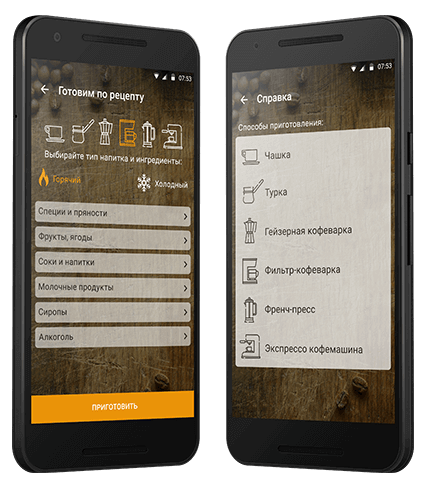 07:53
Готовим по рецепту
Выбирайте тип напитка и ингредиенты:
Горячий
Холодный
Специи и пряности
Фрукты, ягоды
Соки и напитки
Молочные продукты
Сиропы
Алкоголь
ПРИГОТОВИТЬ
07:53
Справка
Способы приготовления:
Чашка
Турка
Гейзерная кофеварка
Фильтр-кофеварка
Френч-пресс
Экспрессо кофемашина